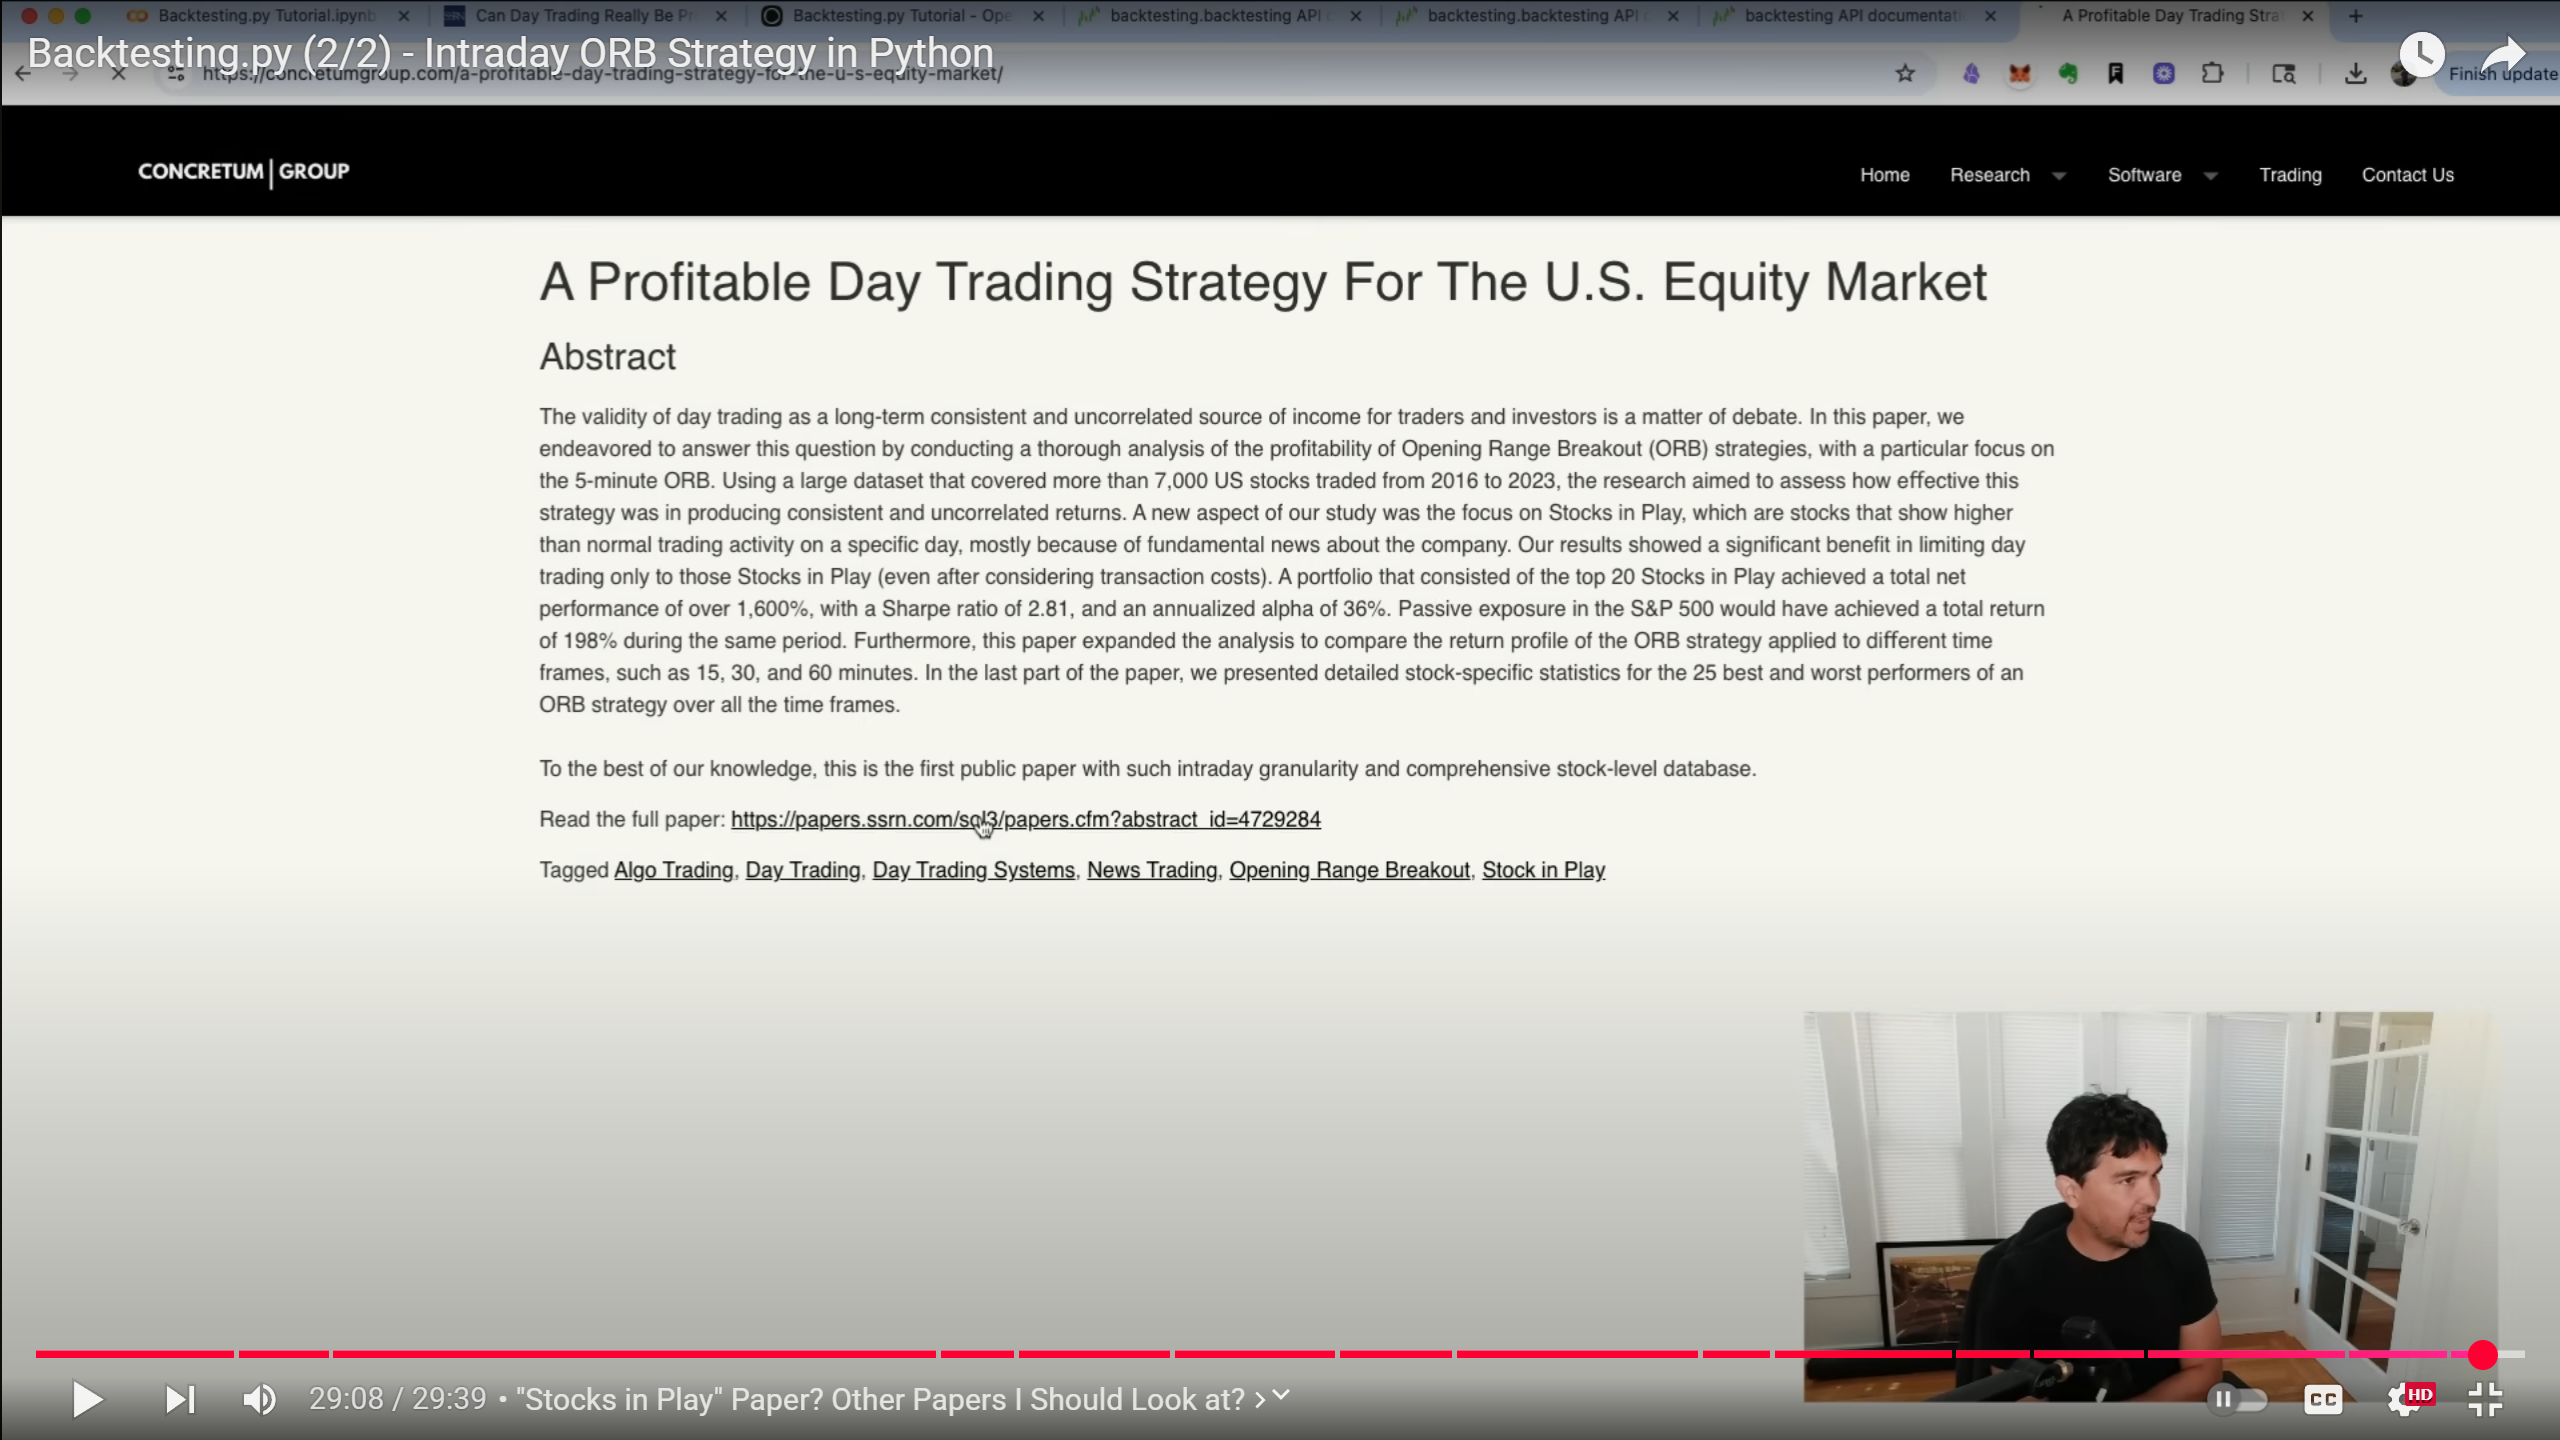 Backtesting.py Tutorial.ipynb
Can Day Trading Really Be Pr
Backtesting.py Tutorial - Ope
backtesting.backtesting API
backtesting.backtesting API
backtesting API documentati
A Profitable Day Trading Stra
Backtesting.py (2/2) - Intraday ORB Strategy in Python
https://concretumgroup.com/a-profitable-day-trading-strategy-for-the-u-s-equity-market/
Finish update
CONCRETUM | GROUP
Home Research Software Trading Contact Us
A Profitable Day Trading Strategy For The U.S. Equity Market
Abstract
The validity of day trading as a long-term consistent and uncorrelated source of income for traders and investors is a matter of debate. In this paper, we
endeavored to answer this question by conducting a thorough analysis of the profitability of Opening Range Breakout (ORB) strategies, with a particular focus on
the 5-minute ORB. Using a large dataset that covered more than 7,000 US stocks traded from 2016 to 2023, the research aimed to assess how effective this
strategy was in producing consistent and uncorrelated returns. A new aspect of our study was the focus on Stocks in Play, which are stocks that show higher
than normal trading activity on a specific day, mostly because of fundamental news about the company. Our results showed a significant benefit in limiting day
trading only to those Stocks in Play (even after considering transaction costs). A portfolio that consisted of the top 20 Stocks in Play achieved a total net
performance of over 1,600%, with a Sharpe ratio of 2.81, and an annualized alpha of 36%. Passive exposure in the S&P 500 would have achieved a total return
of 198% during the same period. Furthermore, this paper expanded the analysis to compare the return profile of the ORB strategy applied to different time
frames, such as 15, 30, and 60 minutes. In the last part of the paper, we presented detailed stock-specific statistics for the 25 best and worst performers of an
ORB strategy over all the time frames.
To the best of our knowledge, this is the first public paper with such intraday granularity and comprehensive stock-level database.
Read the full paper: https://papers.ssrn.com/sol3/papers.cfm?abstract_id=4729284
Tagged Algo Trading, Day Trading, Day Trading Systems, News Trading, Opening Range Breakout, Stock in Play
29:08 / 29:39 • "Stocks in Play" Paper? Other Papers I Should Look at? ›
CC
HD